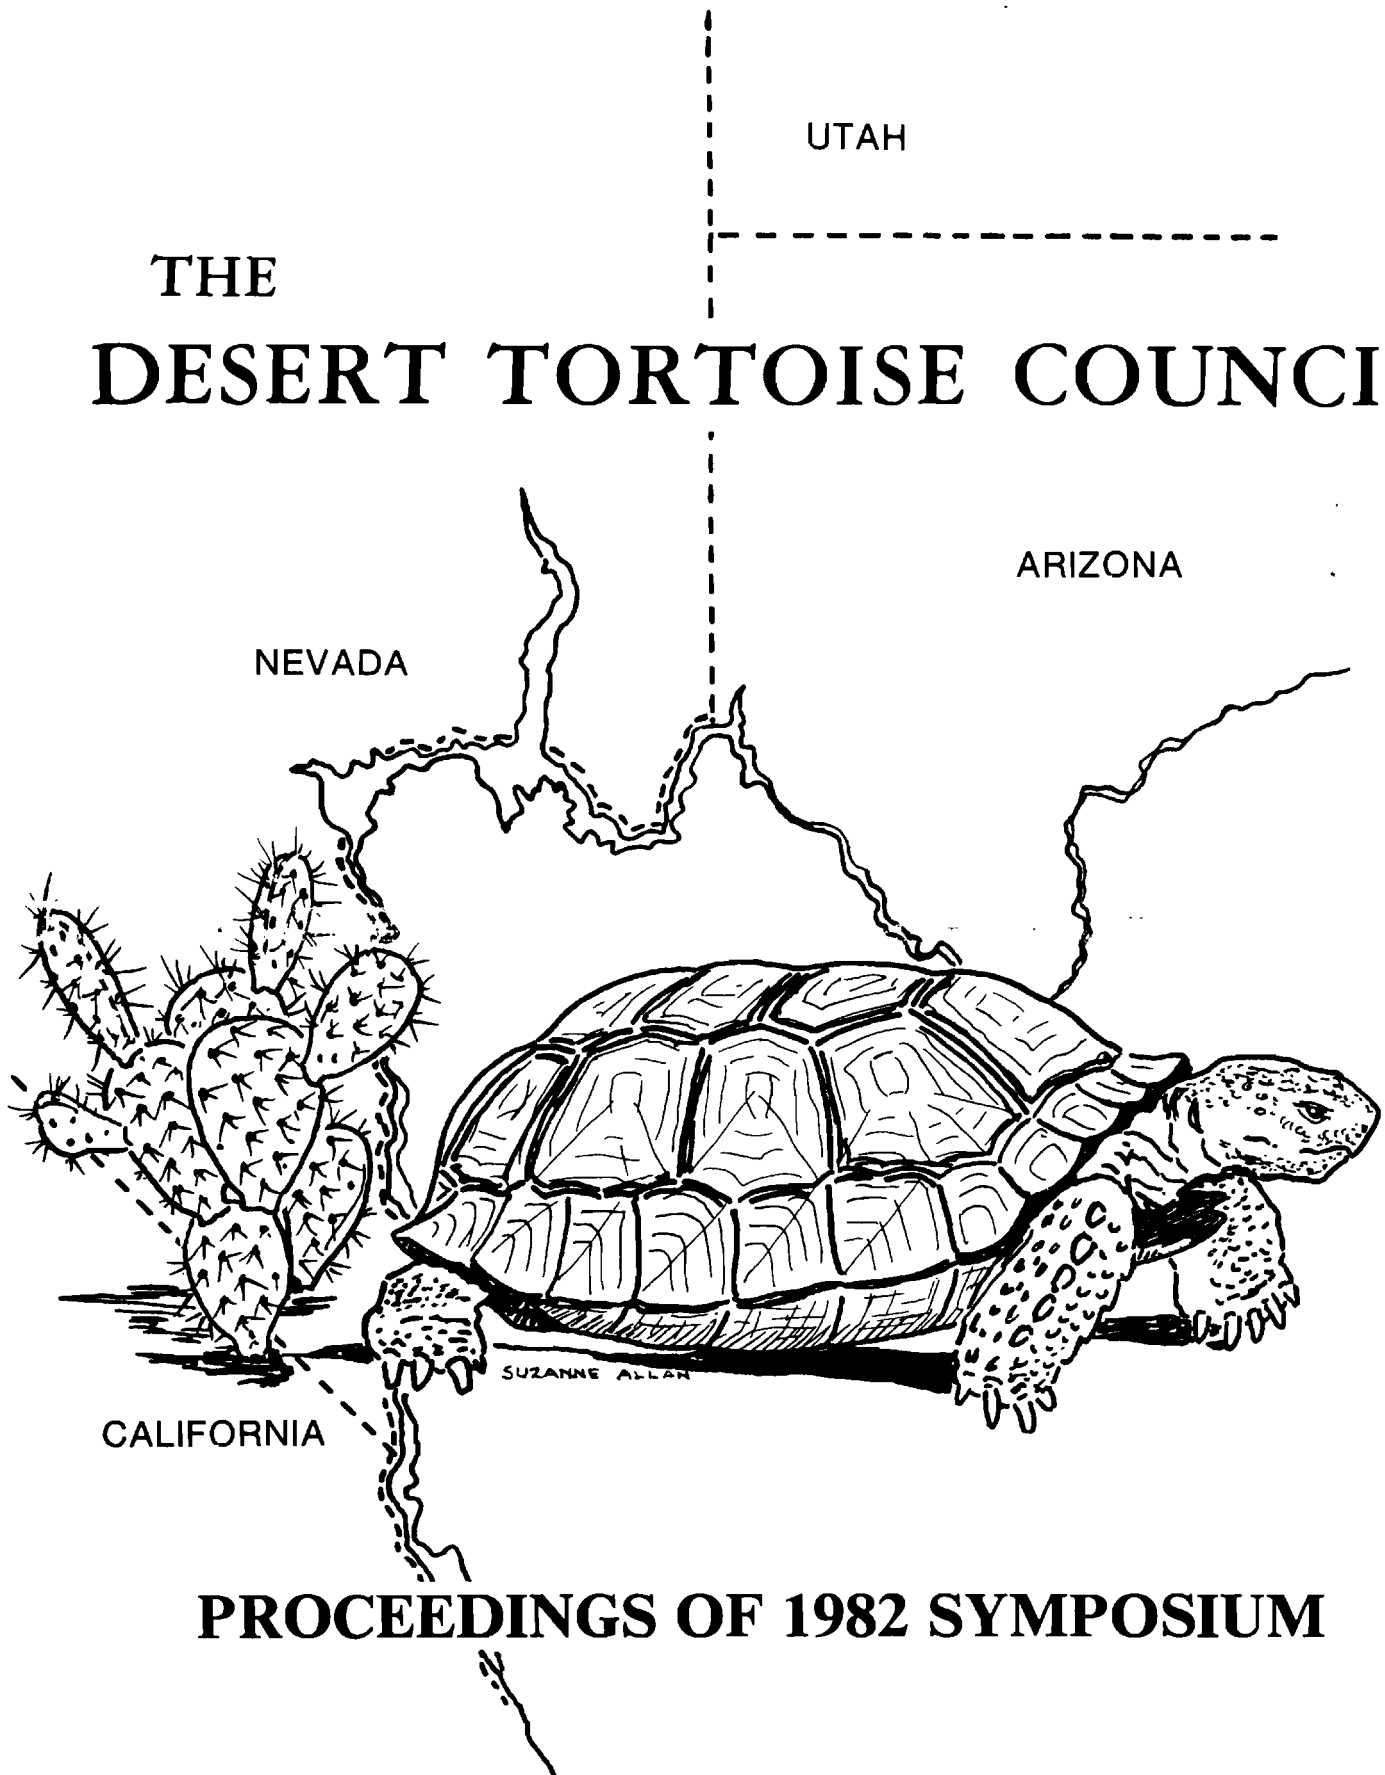 UTAH
THE
DESERT TORTOISE COUNCI
ARIZONA
NEVADA
SUZANNE ALLAN
CALIFORNIA
PROCEEDINGS OF 1982 SYMPOSIUM